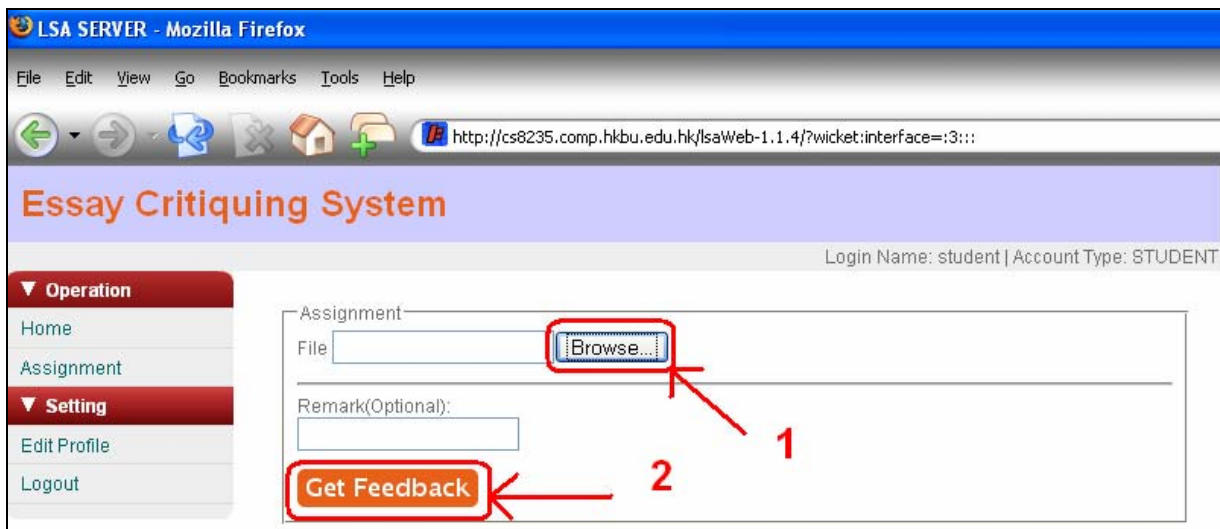 LSA SERVER - Mozilla Firefox
File Edit View Go Bookmarks Tools Help
http://cs8235.comp.hkbu.edu.hk/lsaWeb-1.1.4/?wicket:interface=:3:::
Essay Critiquing System
Login Name: student | Account Type: STUDENT
▼ Operation
Home
Assignment
▼ Setting
Edit Profile
Logout
Assignment
File Browse...
Remark(Optional):
1
Get Feedback 2